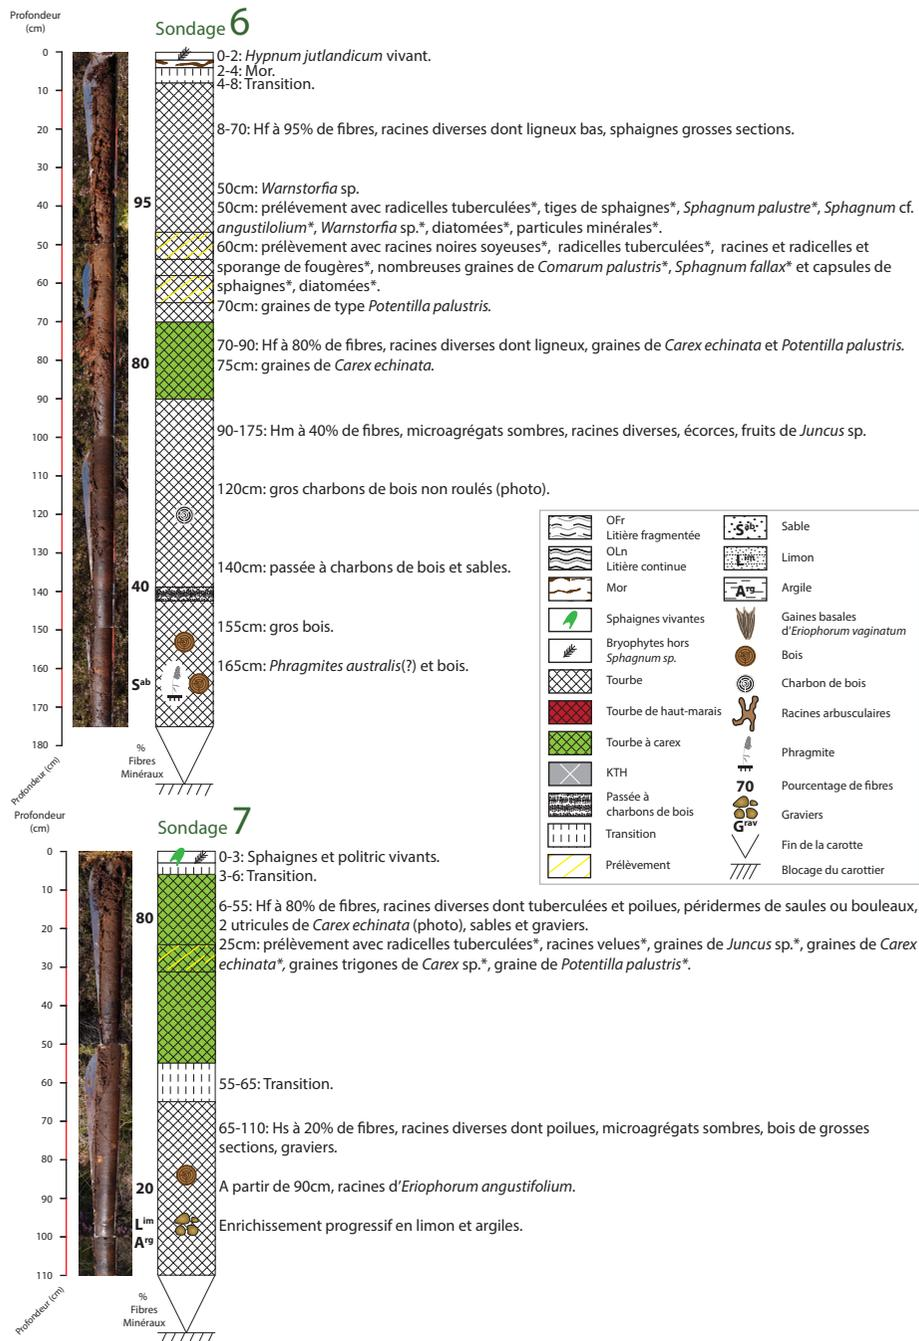 Profondeur
(cm)
Sondage 6
0
10
20
30
40
50
60
70
80
90
100
110
120
130
140
150
160
170
180
Profondeur (cm)
95
80
40
Sab
%
Fibres
Minéraux
0-2: Hypnum jutlandicum vivant.
2-4: Mor.
4-8: Transition.
8-70: Hf à 95% de fibres, racines diverses dont ligneux bas, sphaignes grosses sections.
50cm: Warnstorfia sp.
50cm: prélévement avec radicelles tuberculées*, tiges de sphaignes*, Sphagnum palustre*, Sphagnum cf.
angustilolium*, Warnstorfia sp.*, diatomées*, particules minérales*.
60cm: prélèvement avec racines noires soyeuses*, radicelles tuberculées*, racines et radicelles et
sporange de fougères*, nombreuses graines de Comarum palustris*, Sphagnum fallax* et capsules de
sphaignes*, diatomées*.
70cm: graines de type Potentilla palustris.
70-90: Hf à 80% de fibres, racines diverses dont ligneux, graines de Carex echinata et Potentilla palustris.
75cm: graines de Carex echinata.
90-175: Hm à 40% de fibres, microagrégats sombres, racines diverses, écorces, fruits de Juncus sp.
120cm: gros charbons de bois non roulés (photo).
140cm: passée à charbons de bois et sables.
155cm: gros bois.
165cm: Phragmites australis(?) et bois.
OFr
Litière fragmentée
OLn
Litière continue
Mor
Sphaignes vivantes
Bryophytes hors
Sphagnum sp.
Tourbe
Tourbe de haut-marais
Tourbe à carex
KTH
Passée à
charbons de bois
Transition
Prélèvement
Sab Sable
Lim Limon
Arg Argile
Gaines basales
d'Eriophorum vaginatum
Bois
Charbon de bois
Racines arbusculaires
Phragmite
70 Pourcentage de fibres
Grav Graviers
Fin de la carotte
Blocage du carottier
Profondeur
(cm)
Sondage 7
0
10
20
30
40
50
60
70
80
90
100
110
Profondeur (cm)
80
20
Lim
Arg
%
Fibres
Minéraux
0-3: Sphaignes et politric vivants.
3-6: Transition.
6-55: Hf à 80% de fibres, racines diverses dont tuberculées et poilues, péridermes de saules ou bouleaux,
2 utricules de Carex echinata (photo), sables et graviers.
25cm: prélèvement avec radicelles tuberculées*, racines velues*, graines de Juncus sp.*, graines de Carex
echinata*, graines trigones de Carex sp.*, graine de Potentilla palustris*.
55-65: Transition.
65-110: Hs à 20% de fibres, racines diverses dont poilues, microagrégats sombres, bois de grosses
sections, graviers.
A partir de 90cm, racines d'Eriophorum angustifolium.
Enrichissement progressif en limon et argiles.